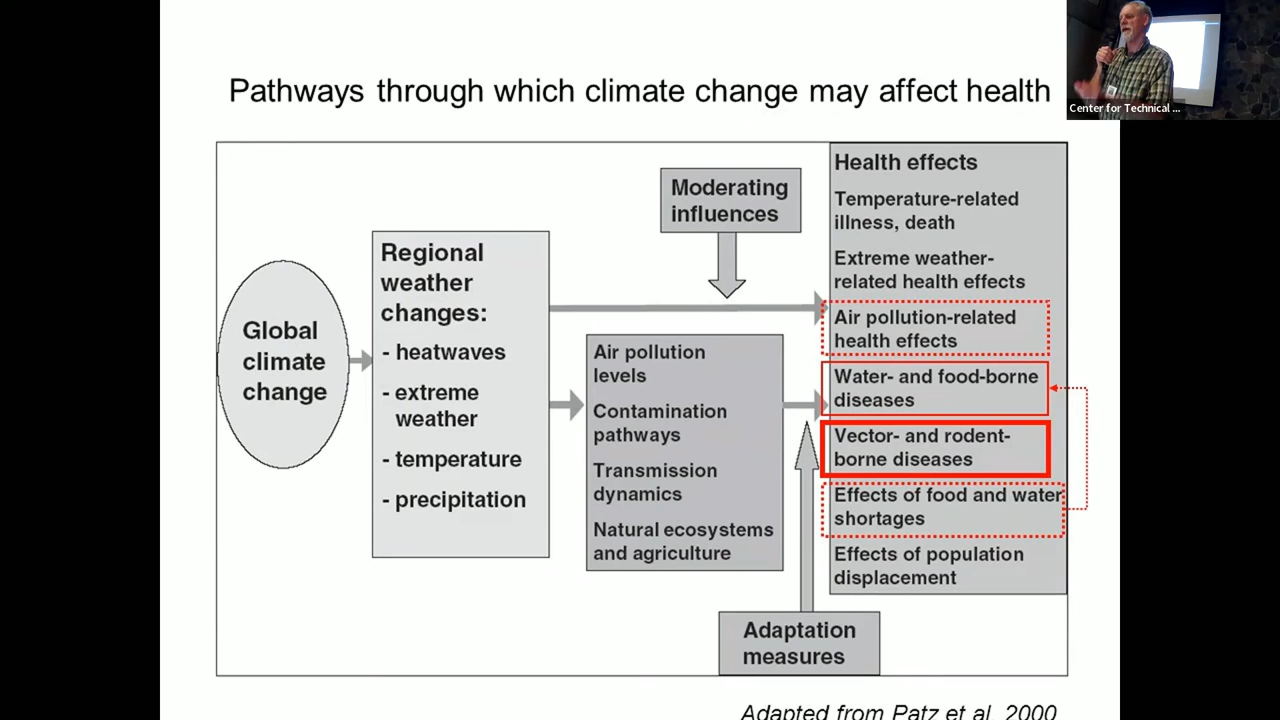 Pathways through which climate change may affect health
Center for Technical ...
Global
climate
change
Regional
weather
changes:
- heatwaves
- extreme
weather
- temperature
- precipitation
Moderating
influences
Air pollution
levels
Contamination
pathways
Transmission
dynamics
Natural ecosystems
and agriculture
Adaptation
measures
Health effects
Temperature-related
illness, death
Extreme weather-
related health effects
Air pollution-related
health effects
Water- and food-borne
diseases
Vector- and rodent-
borne diseases
Effects of food and water
shortages
Effects of population
displacement
Adapted from Patz et al. 2000